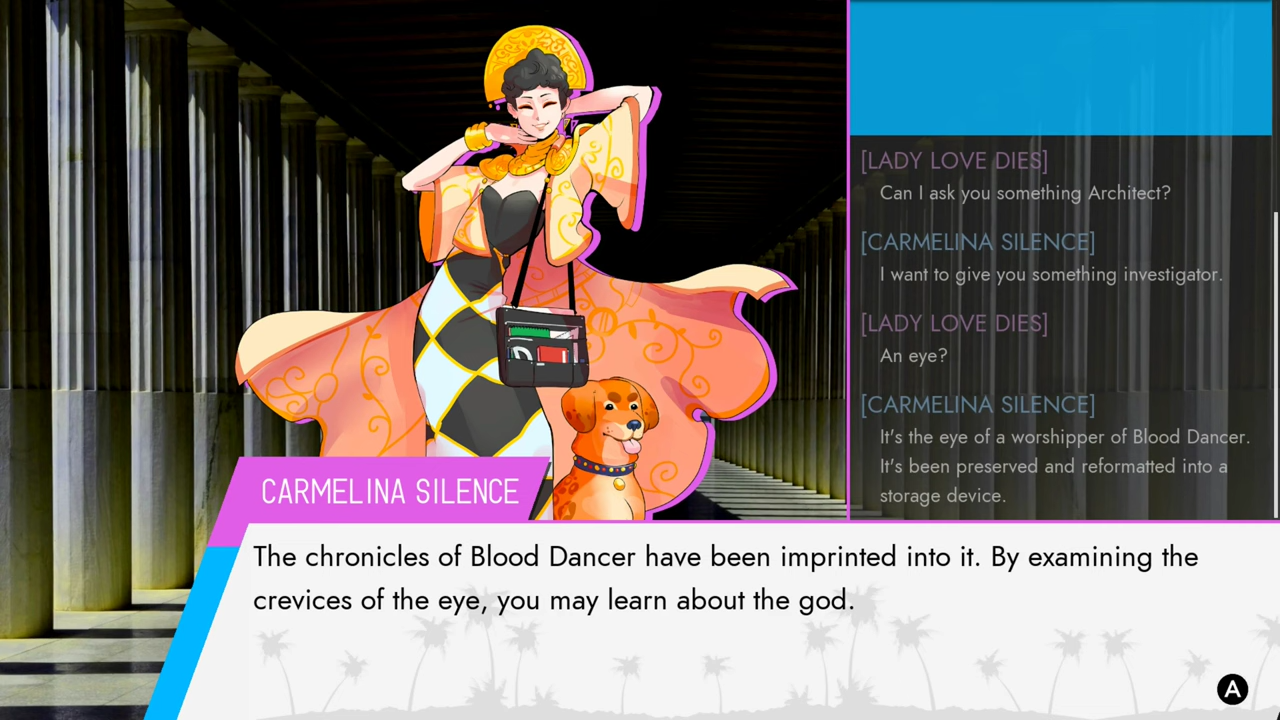 [LADY LOVE DIES]
Can I ask you something Architect?
[CARMELINA SILENCE]
I want to give you something investigator.
[LADY LOVE DIES]
An eye?
[CARMELINA SILENCE]
It's the eye of a worshipper of Blood Dancer.
It's been preserved and reformatted into a
storage device.
CARMELINA SILENCE
The chronicles of Blood Dancer have been imprinted into it. By examining the
crevices of the eye, you may learn about the god.
A